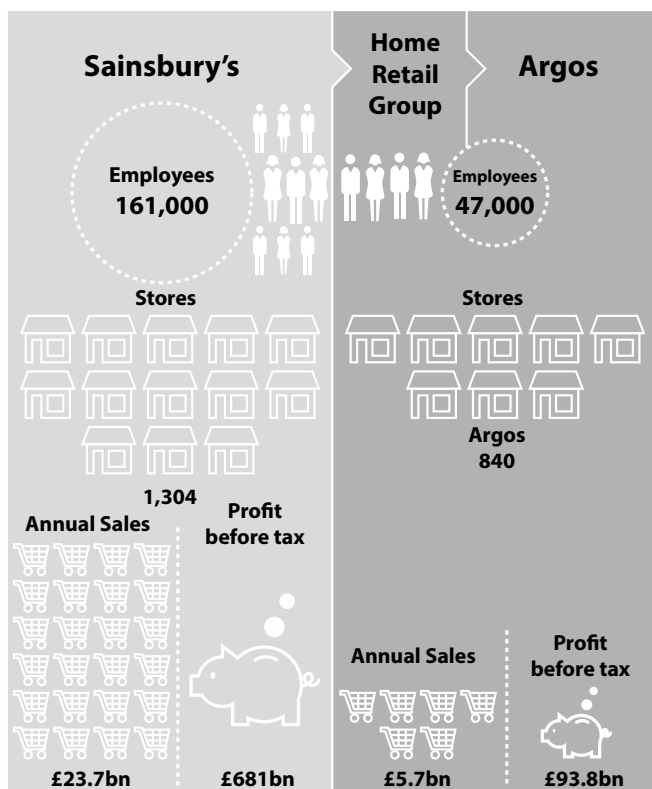 Sainsbury's
Home
Retail
Group
Argos
Employees
161,000
Employees
47,000
Stores
1,304
Stores
Argos
840
Annual Sales
£23.7bn
Profit
before tax
£681bn
Annual Sales
£5.7bn
Profit
before tax
£93.8bn